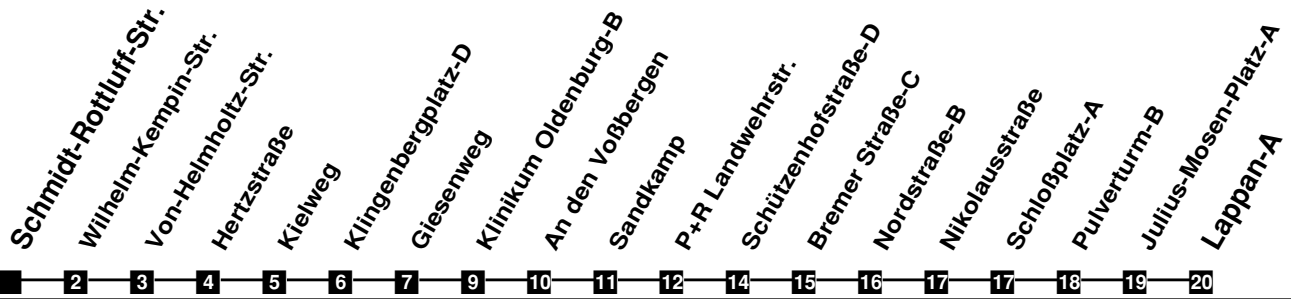 Schmidt-Rottluff-Str.
Wilhelm-Kempin-Str.
Von-Helmholtz-Str.
Hertzstraße
Kielweg
Klingenbergplatz-D
Giesenweg
Klinikum Oldenburg-B
An den Voßbergen
Sandkamp
P+R Landwehrstr.
Schützenhofstraße-D
Bremer Straße-C
Nordstraße-B
Nikolausstraße
Schloßplatz-A
Pulverturm-B
Julius-Mosen-Platz-A
Lappan-A
2 3 4 5 6 7 9 10 11 12 14 15 16 17 17 18 19 20